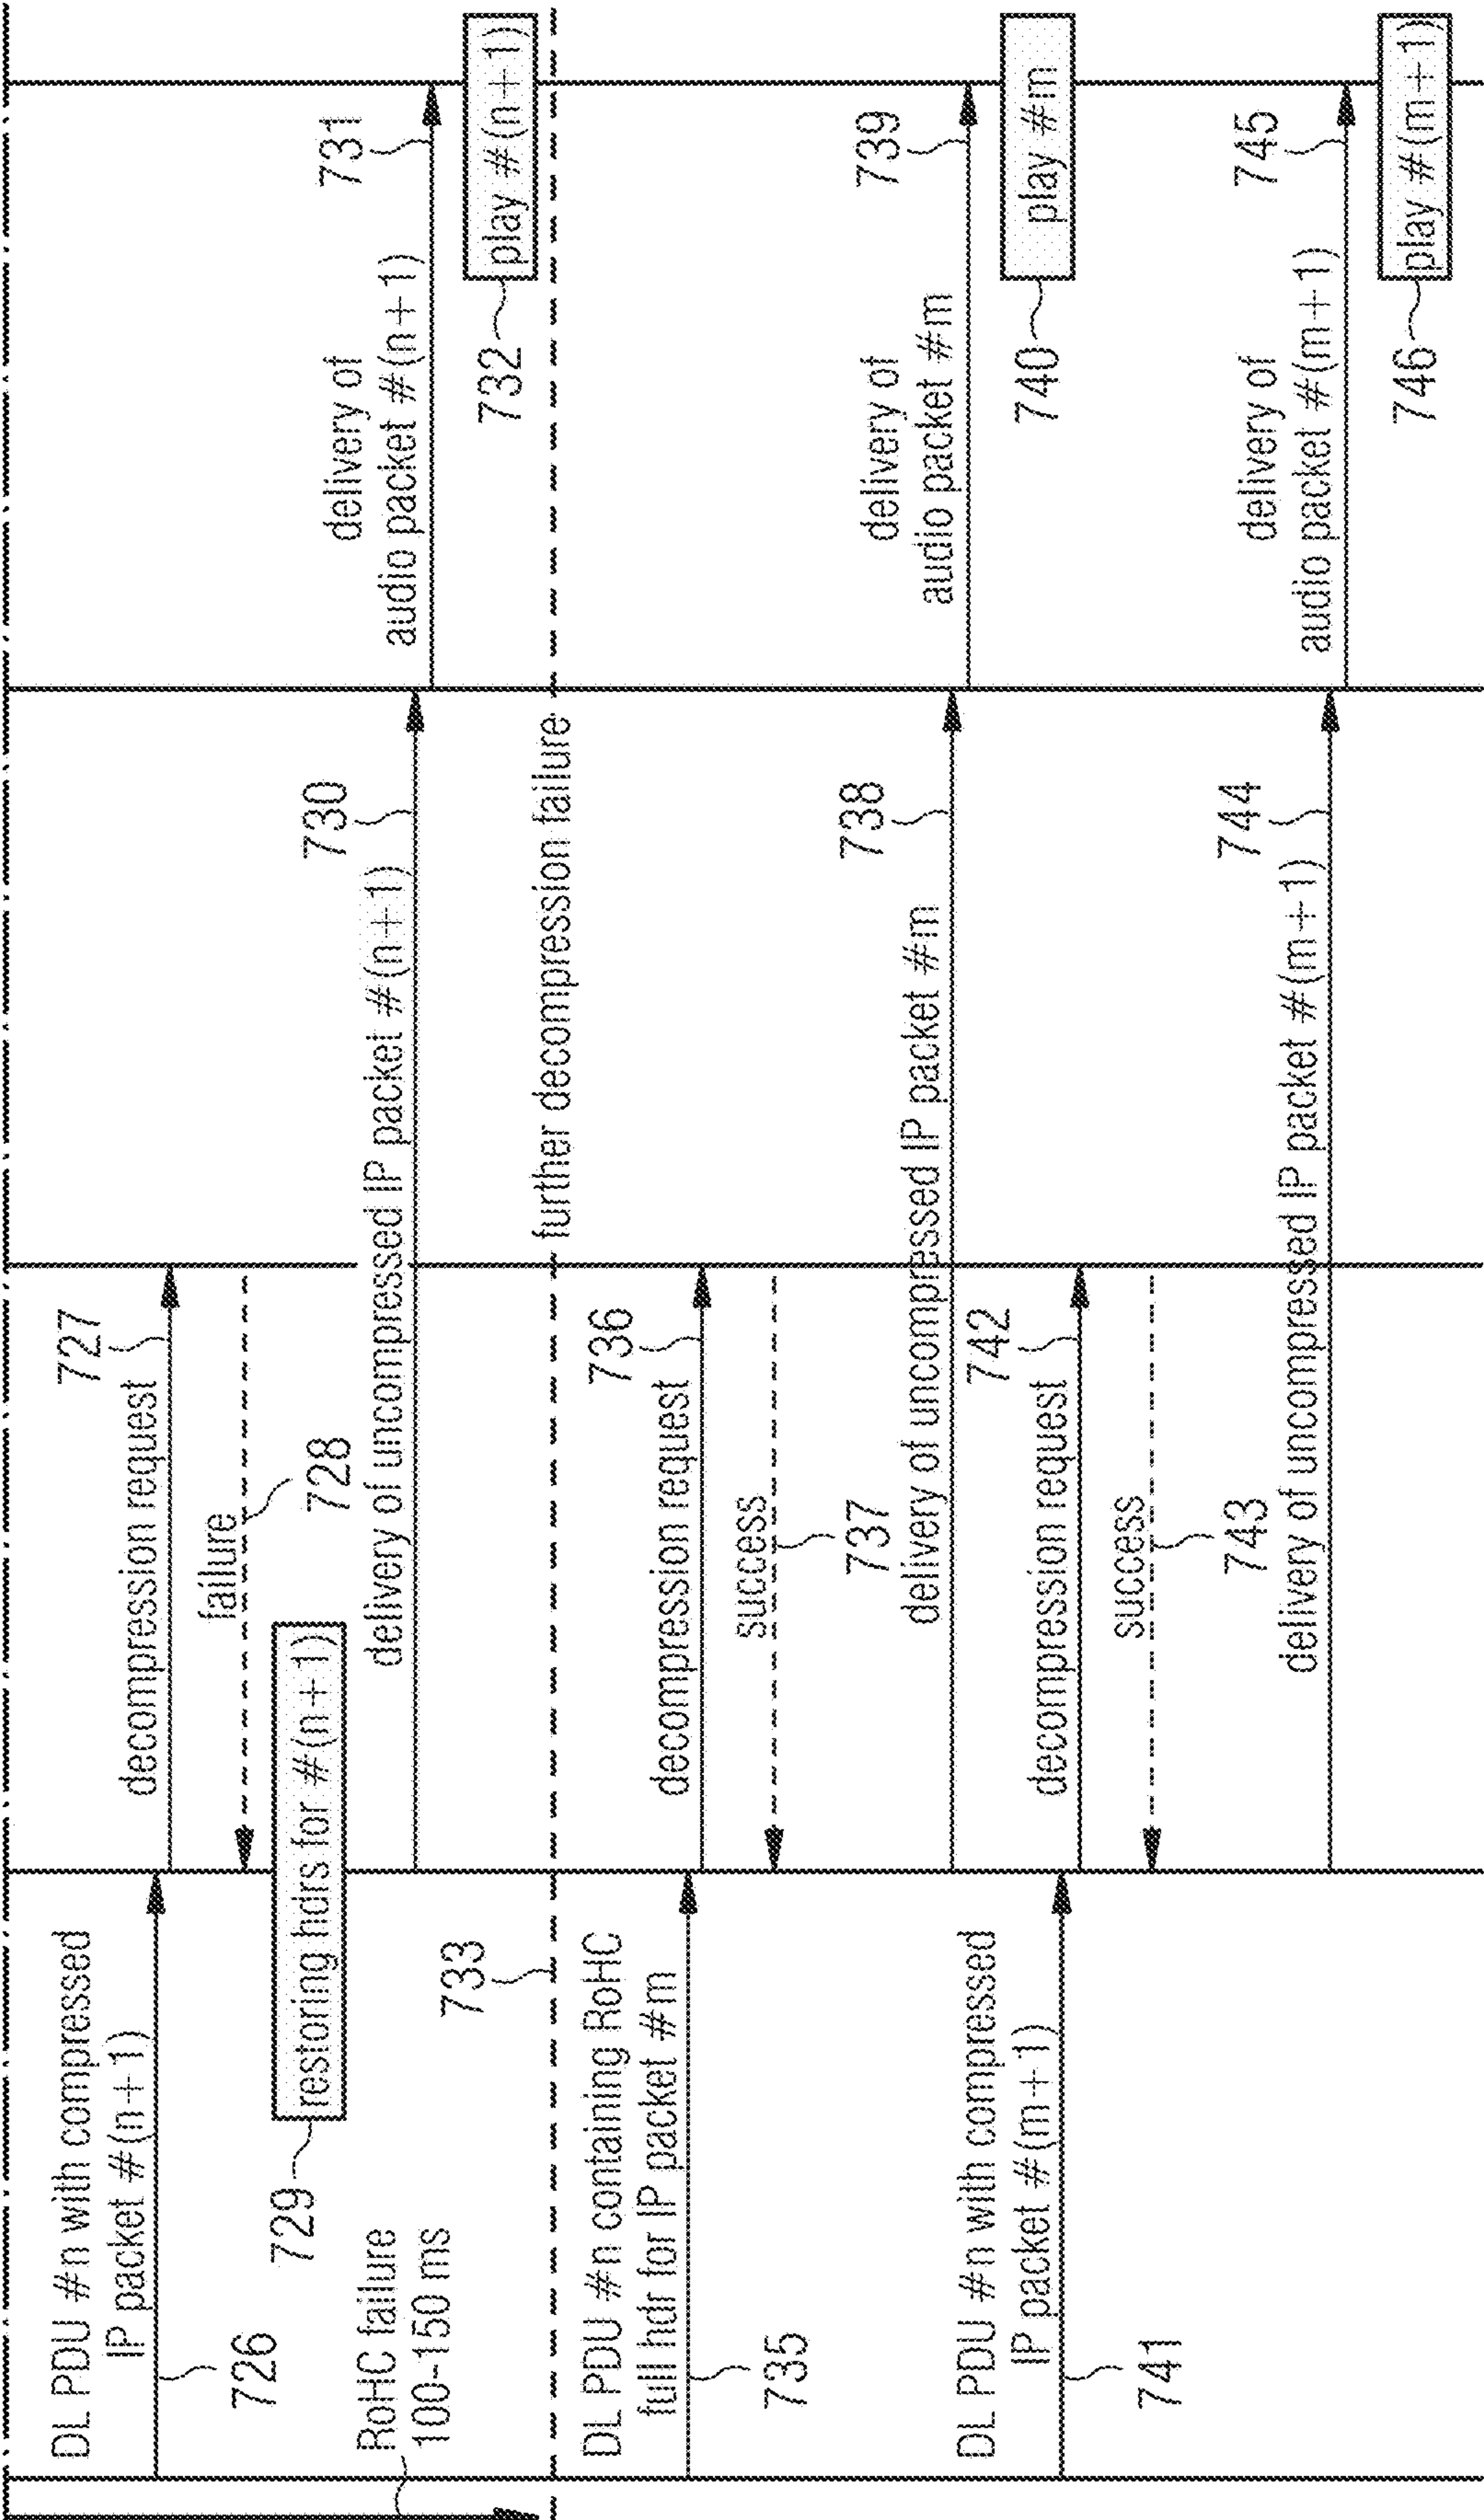 DL PDU #n with compressed
IP packet #(n+1)
726
decompression request
727
failure
728
restoring hdrs for #(n+1)
729
delivery of uncompressed IP packet #(n+1)
730
delivery of
audio packet #(n+1)
731
play #(n+1)
732
RoHC failure
100-150 ms
733
further decompression failure
DL PDU #n containing RoHC
full hdr for IP packet #m
735
decompression request
736
success
737
delivery of uncompressed IP packet #m
738
delivery of
audio packet #m
739
play #m
740
DL PDU #n with compressed
IP packet #(m+1)
741
decompression request
742
success
743
delivery of uncompressed IP packet #(m+1)
744
delivery of
audio packet #(m+1)
745
play #(m+1)
746